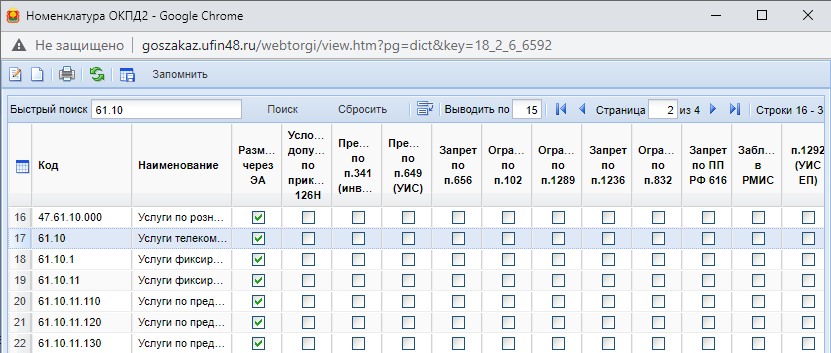 Номенклатура ОКПД2 - Google Chrome
Не защищено goszakaz.ufin48.ru/webtorgi/view.htm?pg=dict&key=18_2_6_6592
Запомнить
Быстрый поиск 61.10 Поиск Сбросить Выводить по 15 Страница 2 из 4 Строки 16 - 3
Код Наименование Разм... через ЭА Усло... допу... по прик... 126Н Пре... по п.341 (инв... Пре... по п.649 (УИС) Запрет по п.656 Огра... по п.102 Огра... по п.1289 Запрет по п.1236 Огра... по п.832 Запрет по ПП РФ 616 Забл... в РМИС п.1292 (УИС ЕП)
16 47.61.10.000 Услуги по розн...
17 61.10 Услуги телеком...
18 61.10.1 Услуги фиксир...
19 61.10.11 Услуги фиксир...
20 61.10.11.110 Услуги по пред...
21 61.10.11.120 Услуги по пред...
22 61.10.11.130 Услуги по пред...